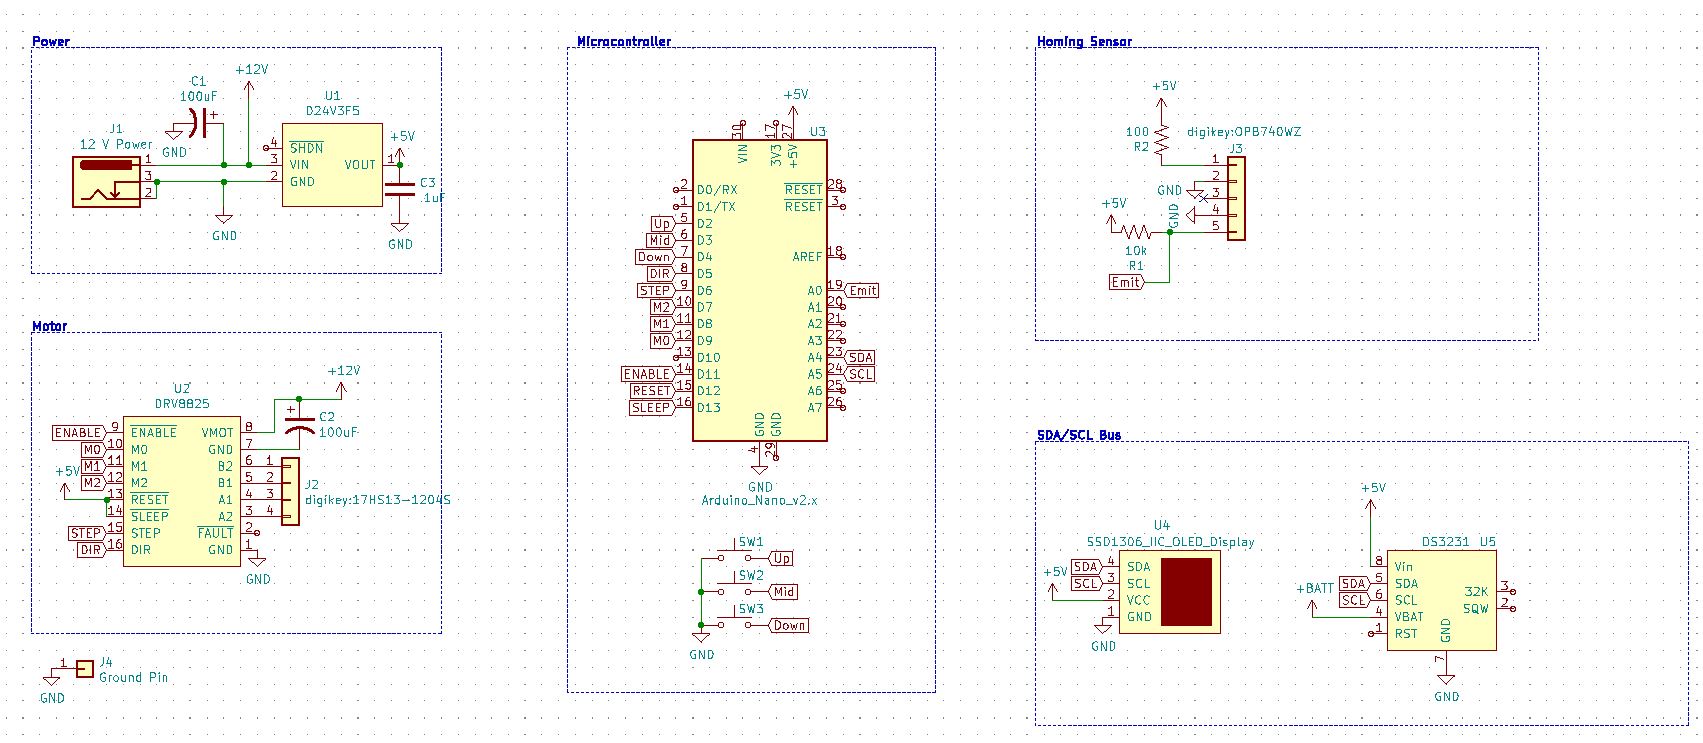 Power
+12V
C1
100uF
+
GND
J1
12 V Power
1
3
2
U1
D24V3F5
4 SHDN
3 VIN
2 GND
VOUT 1
+5V
C3
.1uF
GND
GND
Motor
+12V
U2
DRV8825
+
C2
100uF
ENABLE 9 ENABLE
M0 10 M0
M1 11 M1
M2 12 M2
+5V
13 RESET
14 SLEEP
STEP 15 STEP
DIR 16 DIR
VMOT 8
GND 7
B2 6 1
B1 5 2
A1 4 3
A2 3 4
FAULT 2
GND 1
J2
digikey:17HS13-1204S
GND
1
J4
Ground Pin
GND
Microcontroller
+5V
U3
30 VIN
17 3V3
27 +5V
2 D0/RX
1 D1/TX
Up 5 D2
Mid 6 D3
Down 7 D4
DIR 8 D5
STEP 9 D6
M2 10 D7
M1 11 D8
M0 12 D9
13 D10
ENABLE 14 D11
RESET 15 D12
SLEEP 16 D13
RESET 28
RESET 3
AREF 18
A0 19 Emit
A1 20
A2 21
A3 22
A4 23 SDA
A5 24 SCL
A6 25
A7 26
GND 4
GND 29
GND
Arduino_Nano_v2.x
SW1
Up
SW2
Mid
SW3
Down
GND
Homing Sensor
+5V
100
R2
digikey:OPB740WZ
J3
1
2
3
4
5
GND
GND
+5V
10k
R1
Emit
SDA/SCL Bus
U4
SSD1306_IIC_OLED_Display
SDA 4 SDA
SCL 3 SCL
+5V 2 VCC
1 GND
GND
+5V
DS3231 U5
8 Vin
SDA 5 SDA
SCL 6 SCL
+BATT 4 VBAT
1 RST
32K 3
SQW 2
GND
7
GND